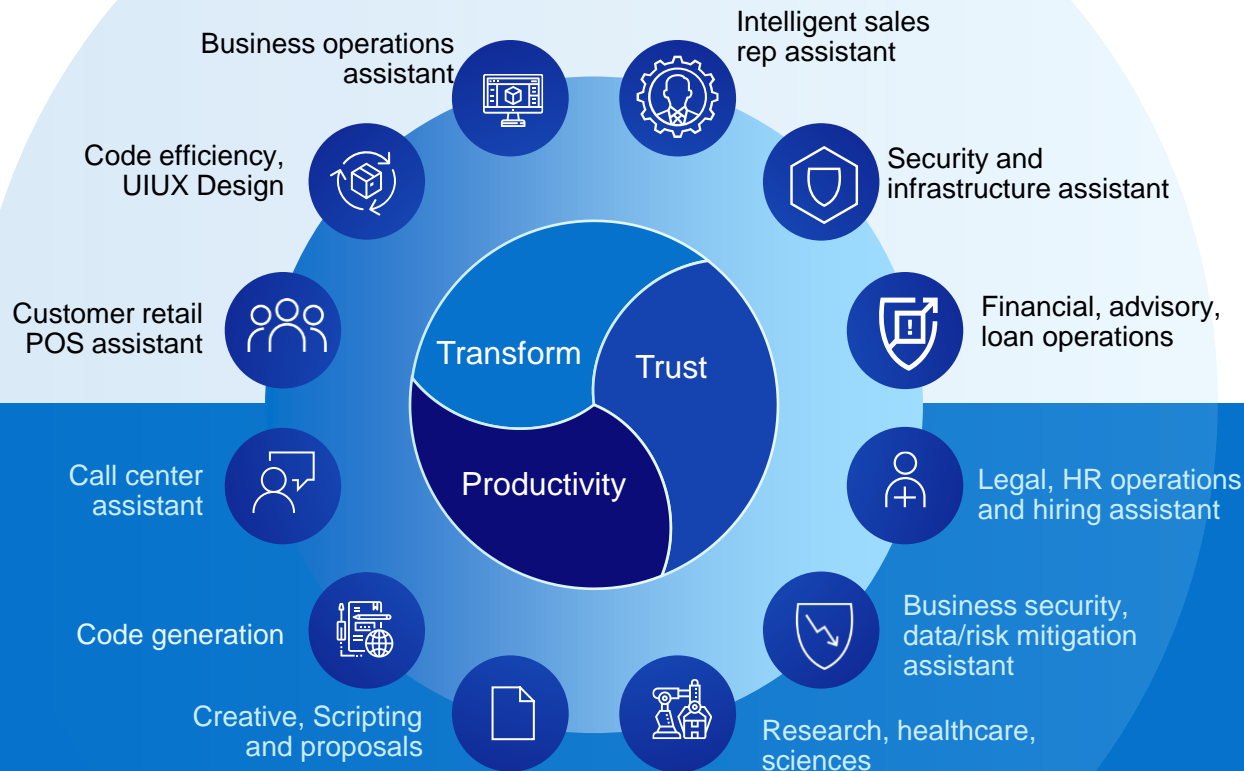 Business operations
assistant
Intelligent sales
rep assistant
Code efficiency,
UIUX Design
Security and
infrastructure assistant
Customer retail
POS assistant
Transform
Trust
Financial, advisory,
loan operations
Call center
assistant
Productivity
Legal, HR operations
and hiring assistant
Code generation
Business security,
data/risk mitigation
assistant
Creative, Scripting
and proposals
Research, healthcare,
sciences